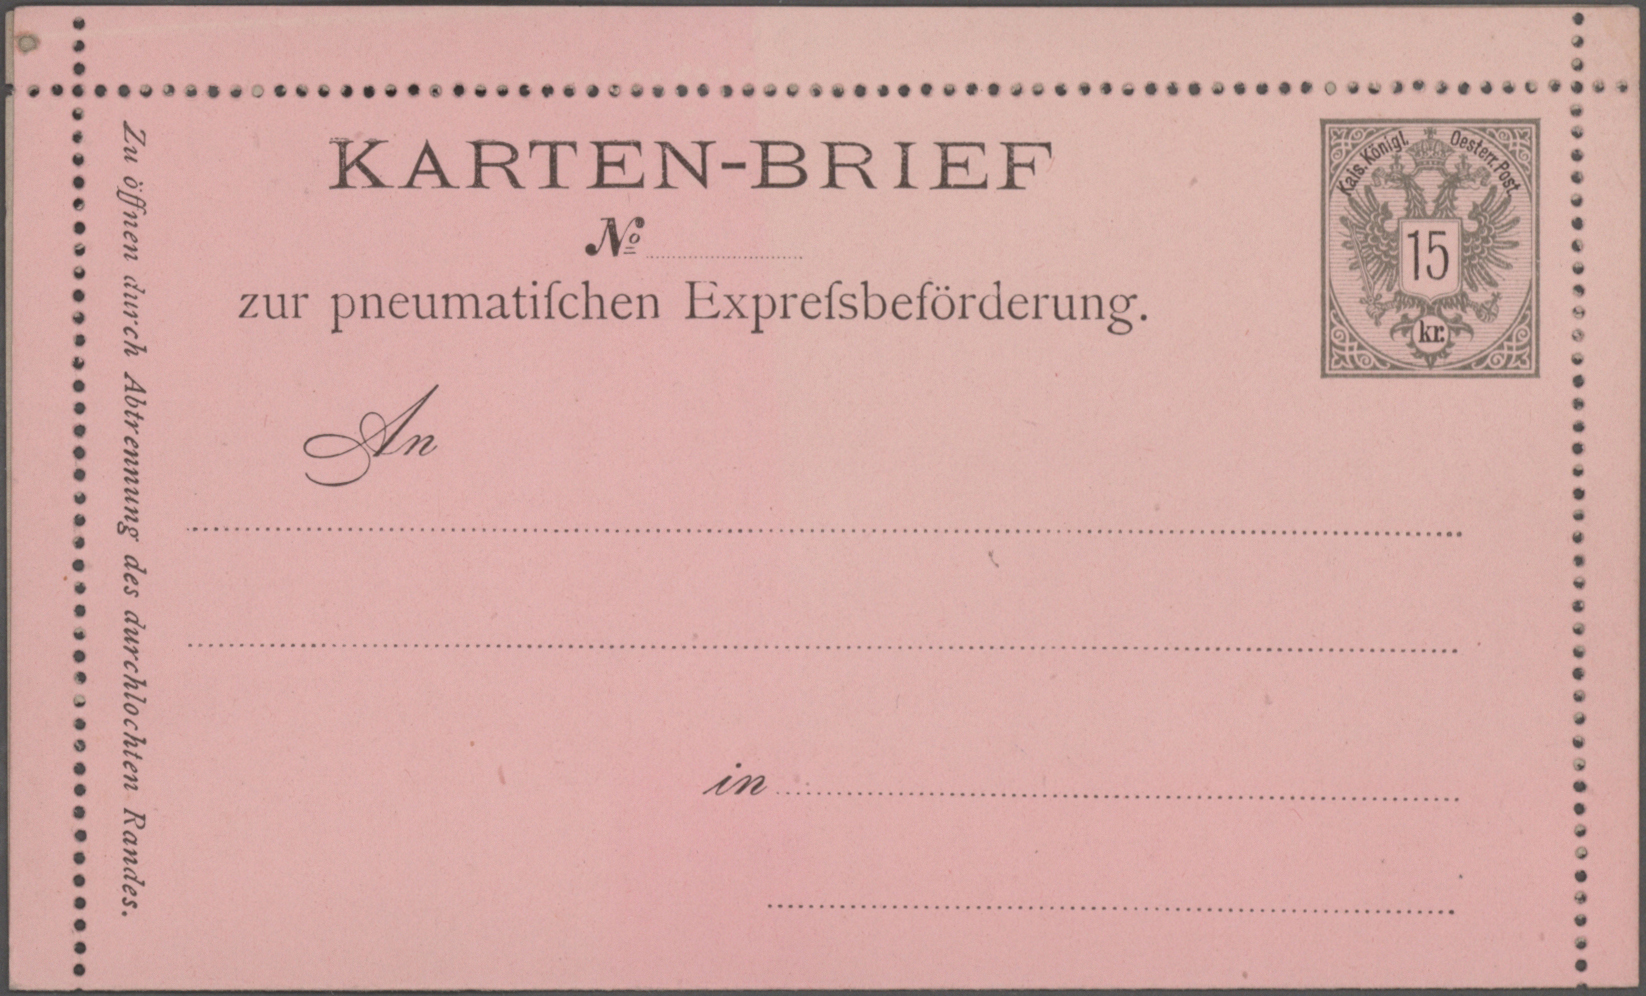 KARTEN-BRIEF
Nº
zur pneumatiſchen Expreſsbeförderung.
Kais. Königl. Oesterr. Post.
15
kr.
An
in
Zu öffnen durch Abtrennung des durchlochten Randes.